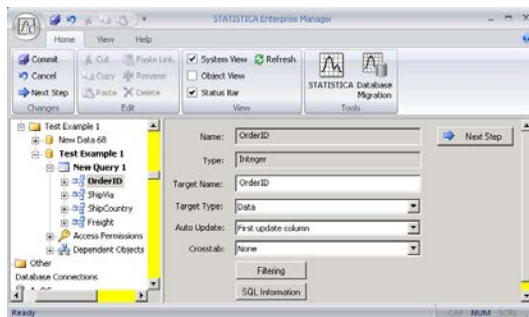 STATISTICA Enterprise Manager
Home View Help
Commit
Cancel
Next Step
Changes
Cut
Copy
Paste
Paste Link
Rename
Delete
Edit
System View
Refresh
Object View
Status Bar
View
STATISTICA
Database Migration
Tools
Test Example 1
New Data 68
Test Example 1
New Query 1
OrderID
ShipVia
ShipCountry
Freight
Access Permissions
Dependent Objects
Other
Database Connections
Name: OrderID
Next Step
Type: Integer
Target Name: OrderID
Target Type: Data
Auto Update: First update column
Crosstab: None
Filtering
SQL Information
Ready
CAP NUM SCRL